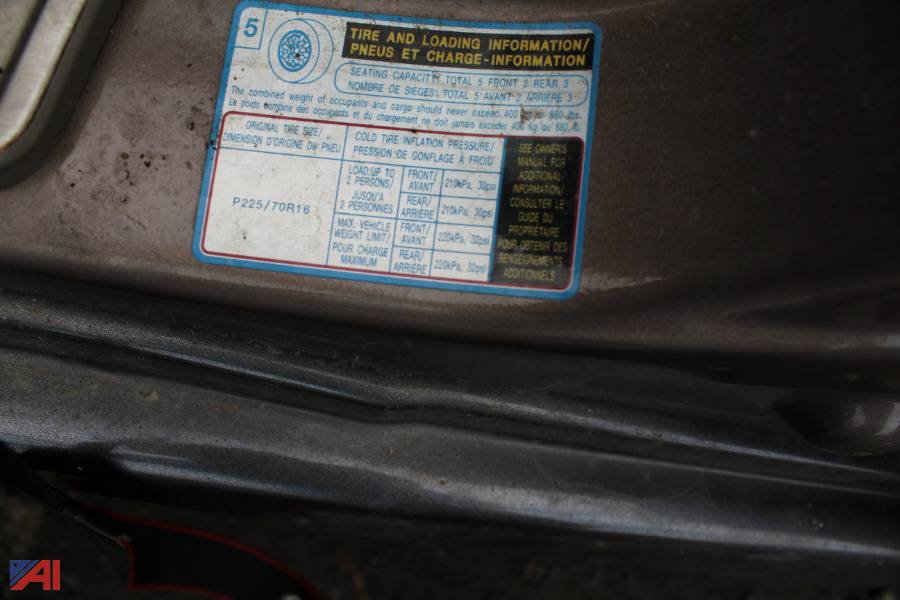 5
TIRE AND LOADING INFORMATION/
PNEUS ET CHARGE-INFORMATION
SEATING CAPACITY: TOTAL 5 FRONT 2 REAR 3
NOMBRE DE SIEGES: TOTAL 5 AVANT 2 ARRIÈRE 3
The combined weight of occupants and cargo should never exceed 400 kg or 880 lbs.
Le poids combiné des occupants et du chargement ne doit jamais exceder 400 kg ou 880 lb.
ORIGINAL TIRE SIZE/
DIMENSION D'ORIGINE DU PNEU
COLD TIRE INFLATION PRESSURE/
PRESSION DE GONFLAGE À FROID
P225/70R16
LOAD:UP TO
2 PERSONS/
JUSQU'A
2 PERSONNES
FRONT/
AVANT
210kPa, 30psi
REAR/
ARRIÈRE
210kPa, 30psi
MAX. VEHICLE
WEIGHT LIMIT/
POUR CHARGE
MAXIMUM
FRONT/
AVANT
220kPa, 32psi
REAR/
ARRIÈRE
220kPa, 32psi
SEE OWNER'S
MANUAL FOR
ADDITIONAL
INFORMATION/
CONSULTER LE
GUIDE DU
PROPRIETAIRE
POUR OBTENIR DES
RENSEIGNEMENTS
ADDITIONNELS
AI